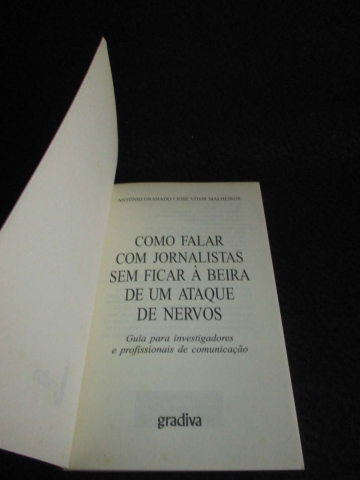 ANTÓNIO GRANADO • JOSÉ VITOR MALHEIROS
COMO FALAR
COM JORNALISTAS
SEM FICAR À BEIRA
DE UM ATAQUE
DE NERVOS
Guia para investigadores
e profissionais de comunicação
gradiva